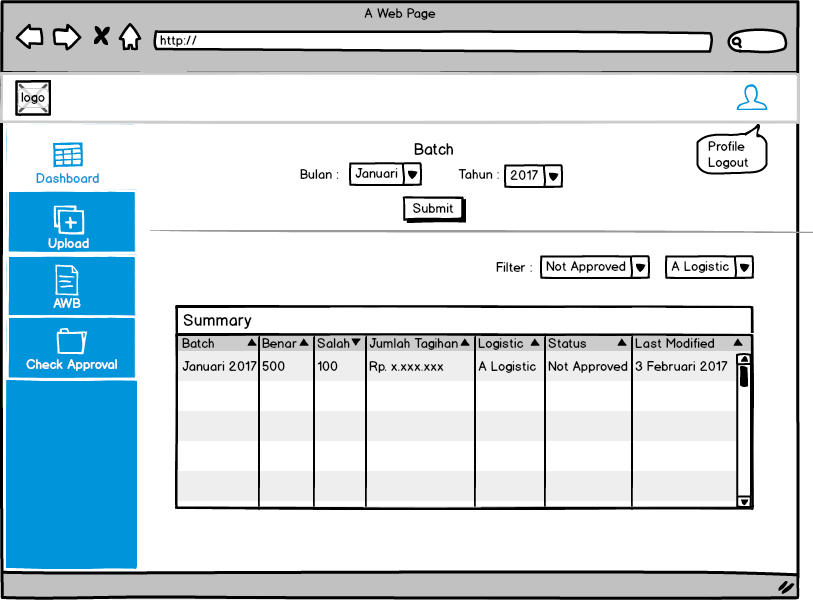 A Web Page
http://
logo
Profile
Logout
Dashboard
Upload
AWB
Check Approval
Batch
Bulan : Januari Tahun : 2017
Submit
Filter : Not Approved A Logistic
Summary
Batch Benar Salah Jumlah Tagihan Logistic Status Last Modified
Januari 2017 500 100 Rp. x.xxx.xxx A Logistic Not Approved 3 Februari 2017